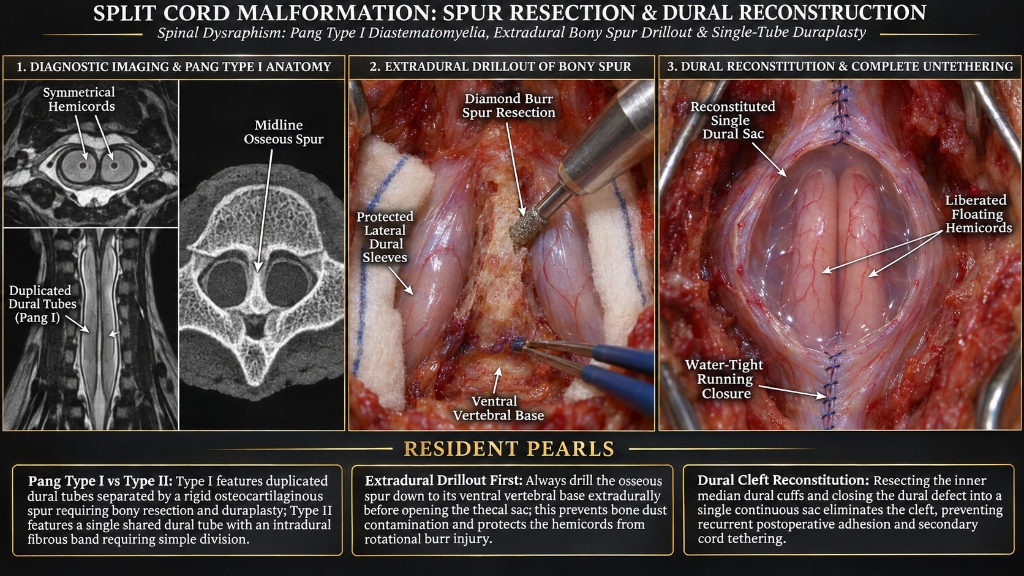 SPLIT CORD MALFORMATION: SPUR RESECTION & DURAL RECONSTRUCTION
Spinal Dysraphism: Pang Type I Diastematomyelia, Extradural Bony Spur Drillout & Single-Tube Duraplasty
1. DIAGNOSTIC IMAGING & PANG TYPE I ANATOMY
Symmetrical
Hemicords
Midline
Osseous Spur
Duplicated
Dural Tubes
(Pang I)
2. EXTRADURAL DRILLOUT OF BONY SPUR
Diamond Burr
Spur Resection
Protected
Lateral
Dural
Sleeves
Ventral
Vertebral Base
3. DURAL RECONSTITUTION & COMPLETE UNTETHERING
Reconstituted
Single
Dural Sac
Liberated
Floating
Hemicords
Water-Tight
Running
Closure
RESIDENT PEARLS
Pang Type I vs Type II: Type I features duplicated
dural tubes separated by a rigid osteocartilaginous
spur requiring bony resection and duraplasty; Type II
features a single shared dural tube with an intradural
fibrous band requiring simple division.
Extradural Drillout First: Always drill the osseous
spur down to its ventral vertebral base extradurally
before opening the thecal sac; this prevents bone dust
contamination and protects the hemicords from
rotational burr injury.
Dural Cleft Reconstitution: Resecting the inner
median dural cuffs and closing the dural defect into a
single continuous sac eliminates the cleft, preventing
recurrent postoperative adhesion and secondary
cord tethering.